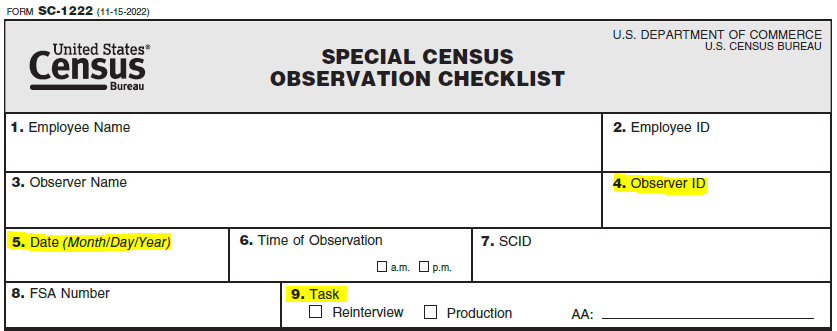 FORM SC-1222 (11-15-2022)
United States®
Census
Bureau
SPECIAL CENSUS
OBSERVATION CHECKLIST
U.S. DEPARTMENT OF COMMERCE
U.S. CENSUS BUREAU
1. Employee Name
2. Employee ID
3. Observer Name
4. Observer ID
5. Date (Month/Day/Year)
6. Time of Observation
a.m. p.m.
7. SCID
8. FSA Number
9. Task
Reinterview Production AA: